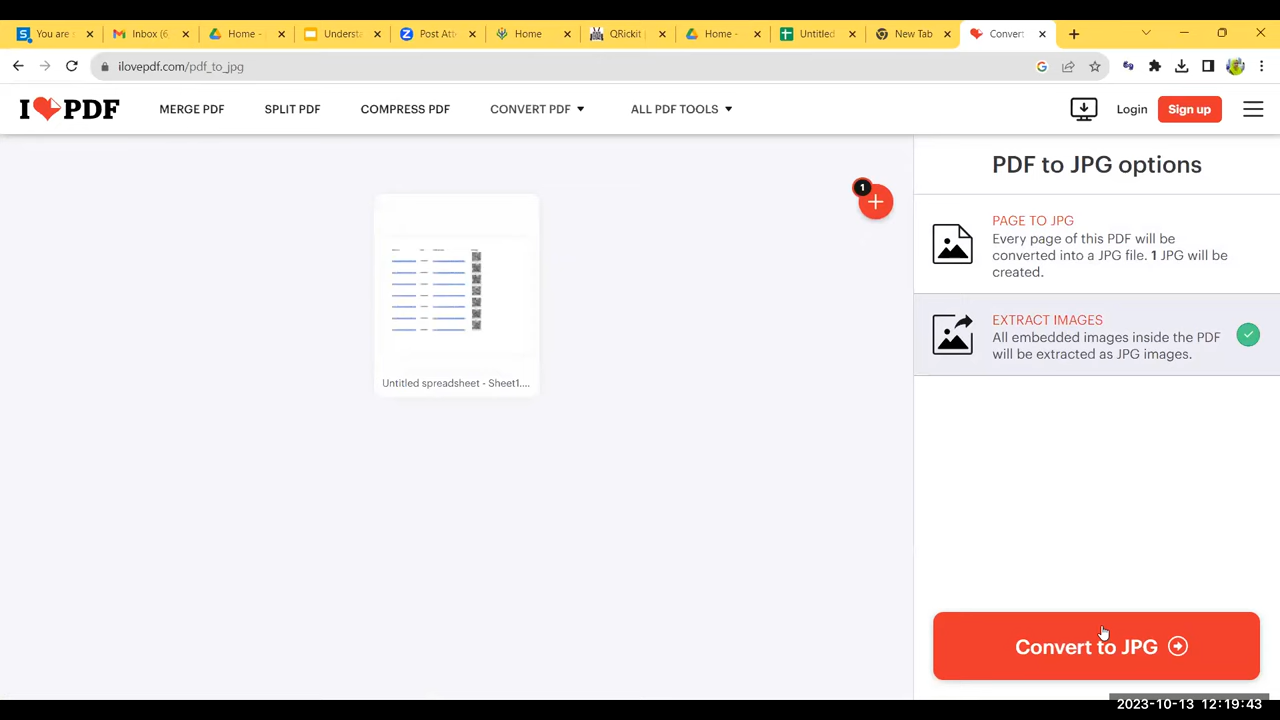 You are s
Inbox (6
Home -
Underst
Post Att
Home
QRickit
Home -
Untitled
New Tab
Convert
ilovepdf.com/pdf_to_jpg
I PDF
MERGE PDF
SPLIT PDF
COMPRESS PDF
CONVERT PDF
ALL PDF TOOLS
Login
Sign up
1
Untitled spreadsheet - Sheet1....
PDF to JPG options
PAGE TO JPG
Every page of this PDF will be
converted into a JPG file. 1 JPG will be
created.
EXTRACT IMAGES
All embedded images inside the PDF
will be extracted as JPG images.
Convert to JPG
2023-10-13 12:19:43